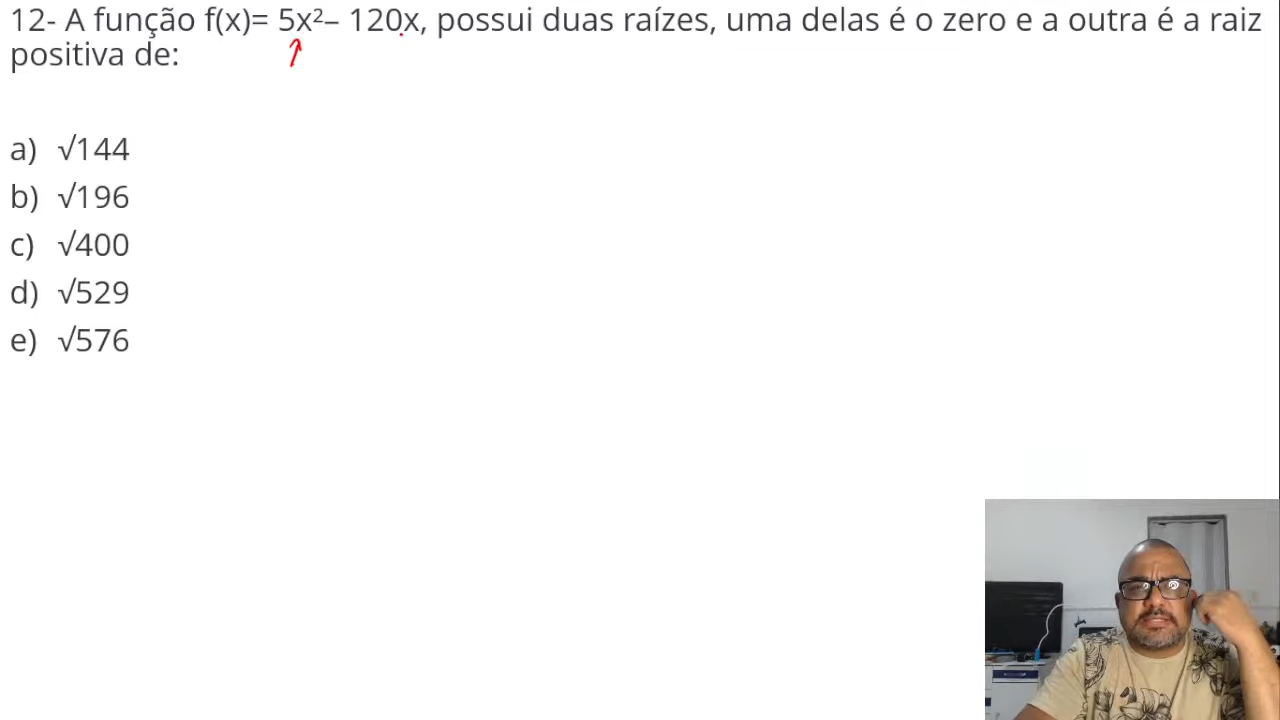 12- A função f(x)= 5x²– 120x, possui duas raízes, uma delas é o zero e a outra é a raiz
positiva de:
a) √144
b) √196
c) √400
d) √529
e) √576